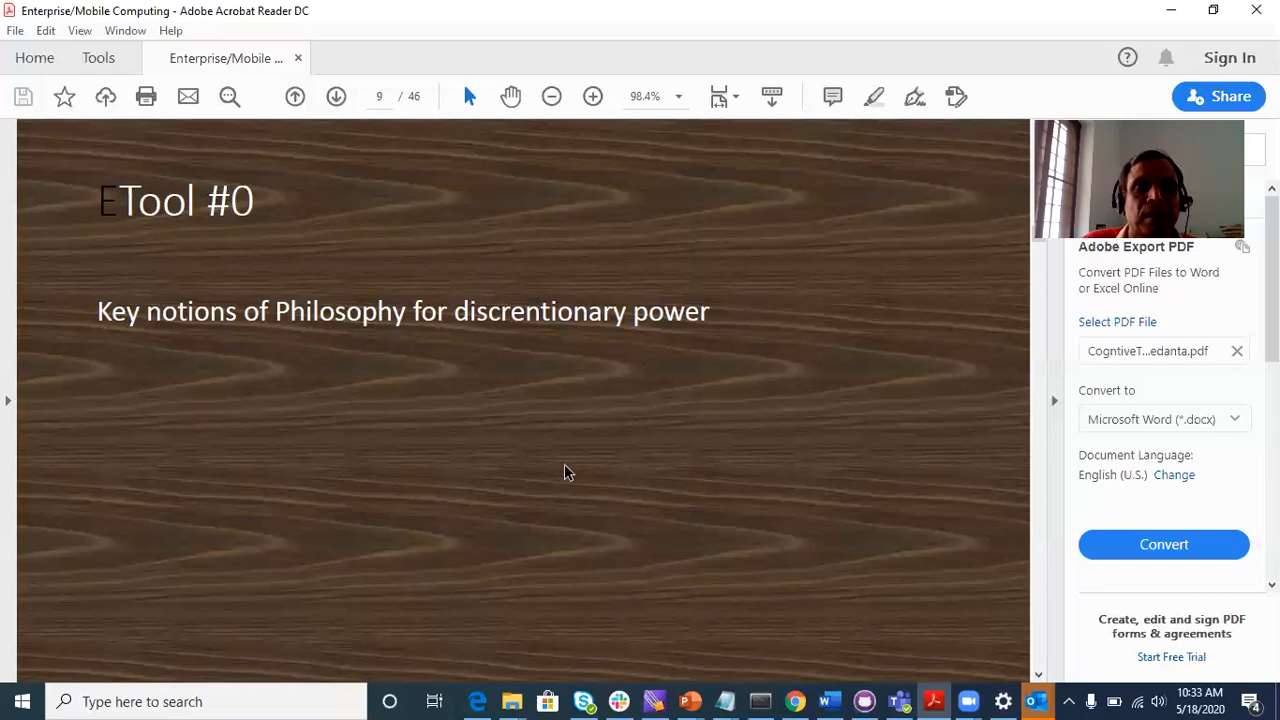 Enterprise/Mobile Computing - Adobe Acrobat Reader DC
File Edit View Window Help
Home Tools Enterprise/Mobile ... × Sign In
9 / 46 98.4% Share
ETool #0
Key notions of Philosophy for discrentionary power
Adobe Export PDF
Convert PDF Files to Word
or Excel Online
Select PDF File
CogntiveT...edanta.pdf
Convert to
Microsoft Word (*.docx)
Document Language:
English (U.S.) Change
Convert
Create, edit and sign PDF
forms & agreements
Start Free Trial
Type here to search
10:33 AM
5/18/2020
4